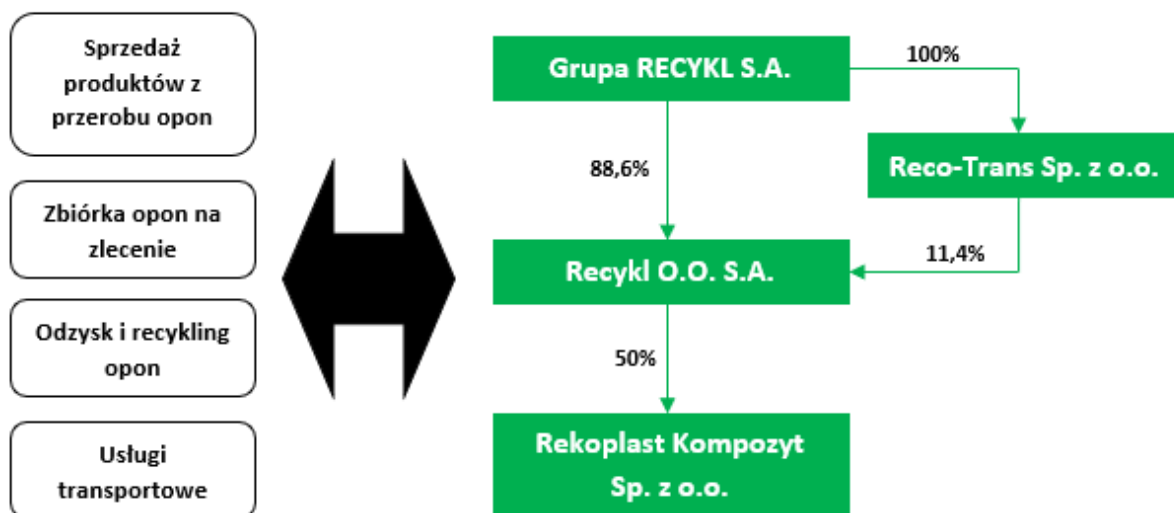 Sprzedaż
produktów z
przerobu opon
Zbiórka opon na
zlecenie
Odzysk i recykling
opon
Usługi
transportowe
Grupa RECYKL S.A.
100%
88,6%
Reco-Trans Sp. z o.o.
Recykl O.O. S.A.
11,4%
50%
Rekoplast Kompozyt
Sp. z o.o.